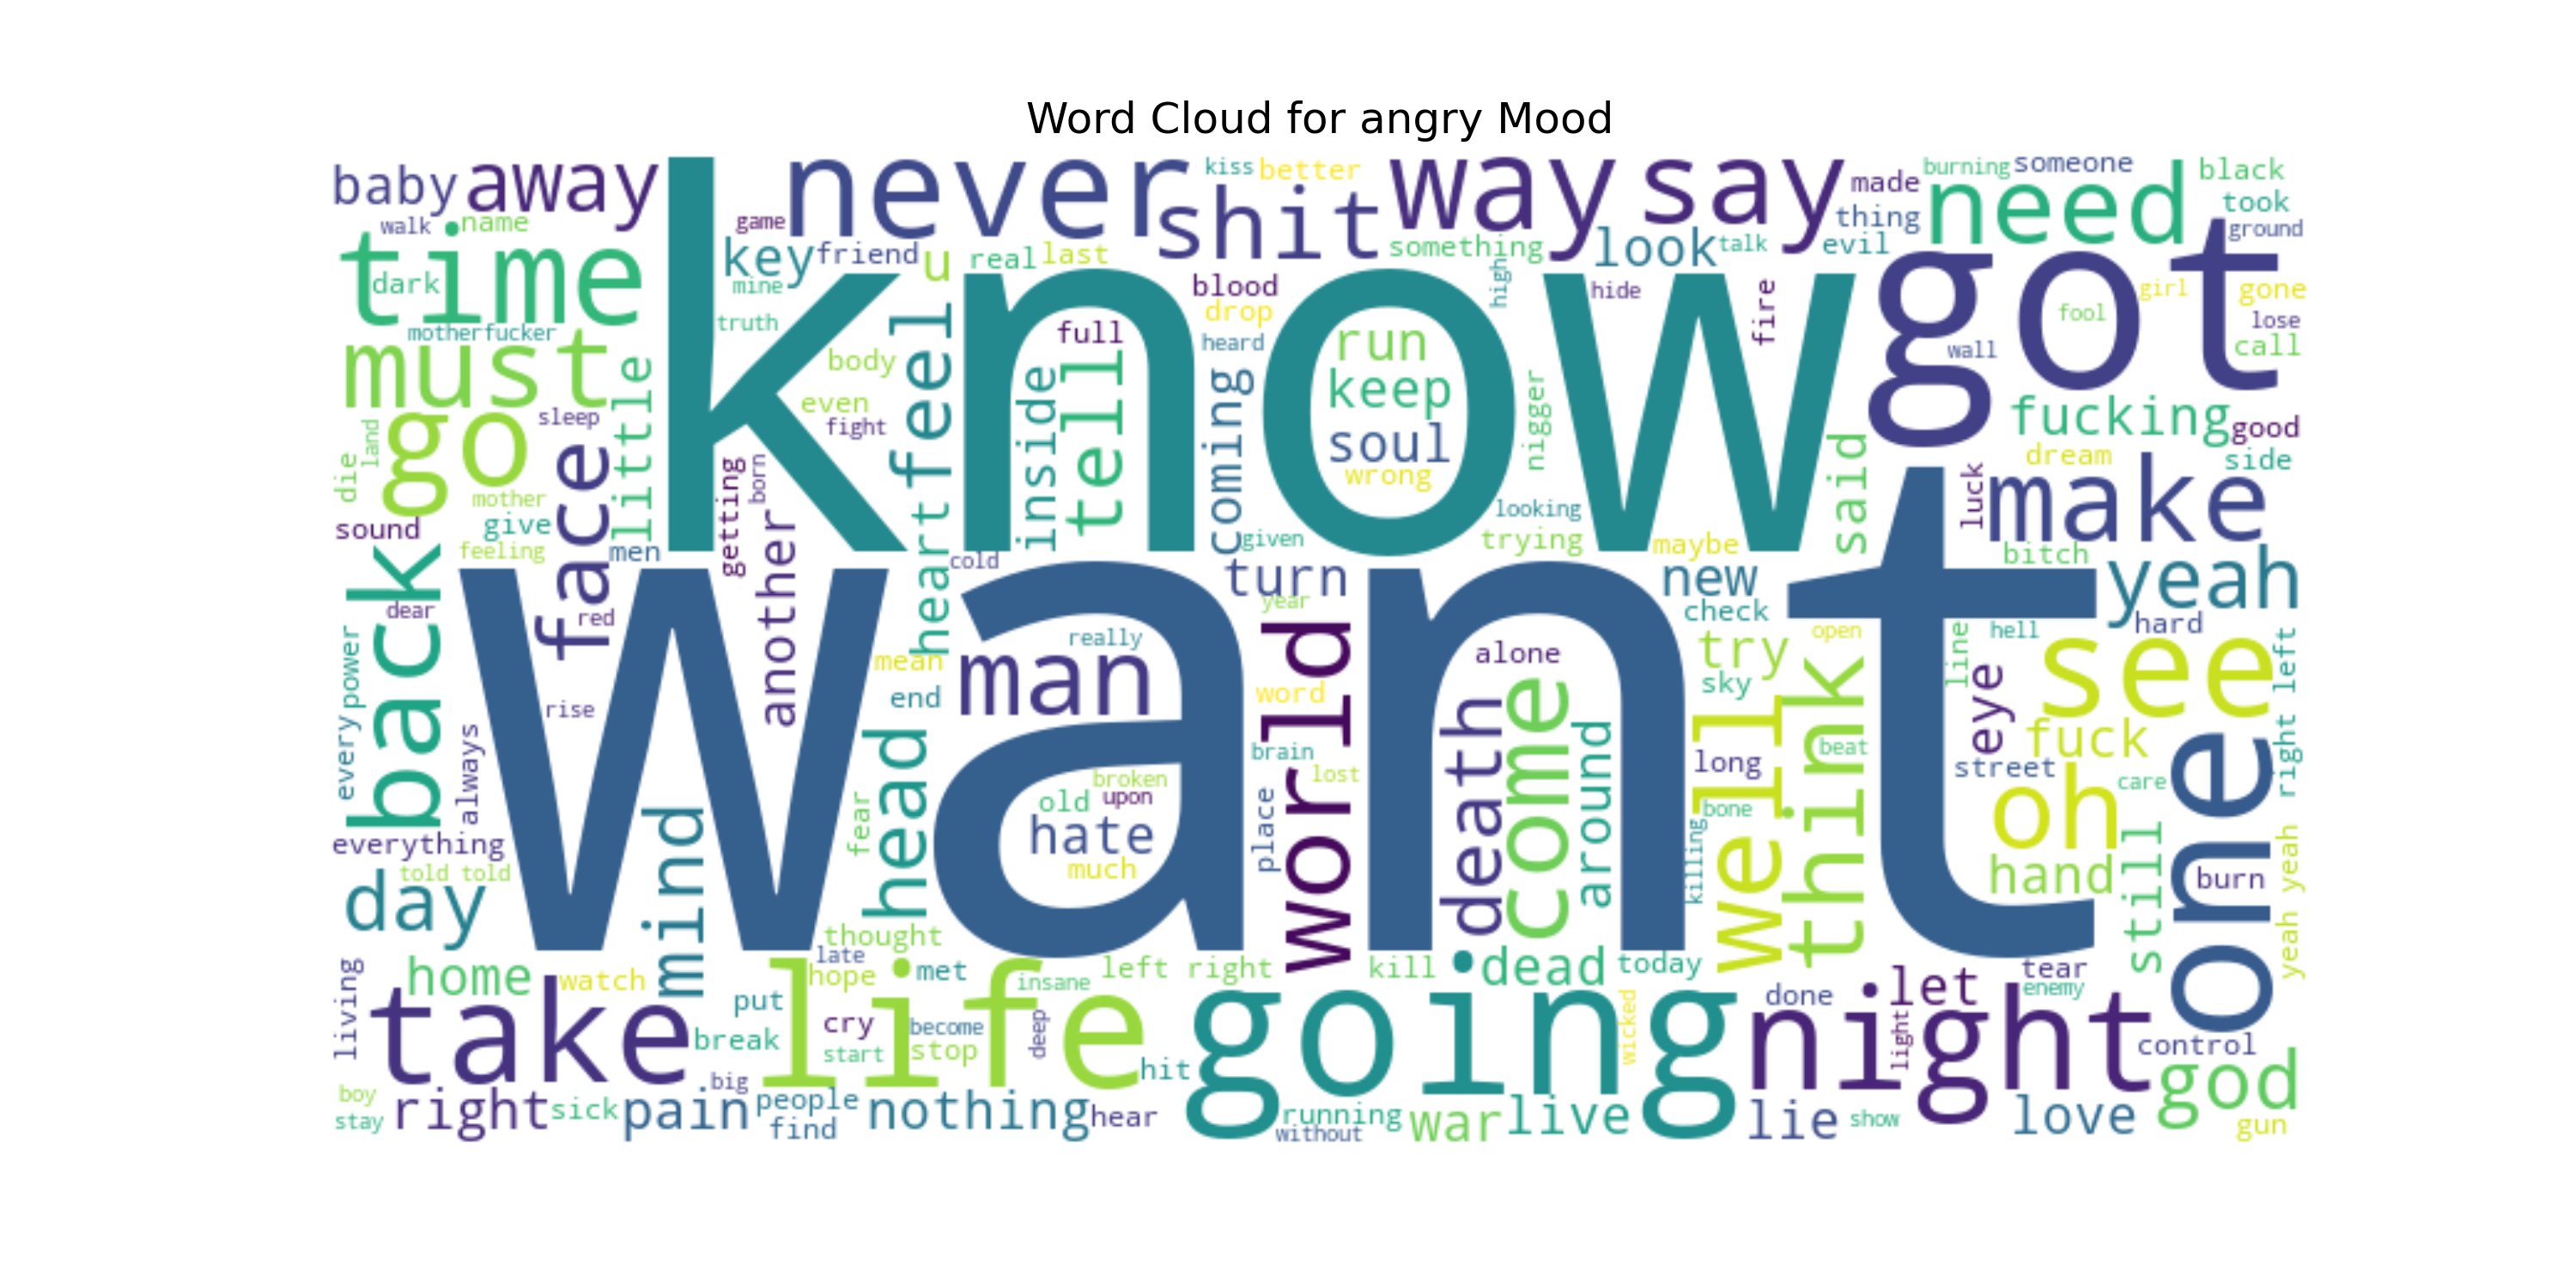 Word Cloud for angry Mood
baby away know never kiss better way say made burning someone black
walk name game shit thing need took
time key friend u real last something look talk evil got ground
dark mine blood high hide fire girl gone
motherfucker truth full drop run fool lose
must little body feel tell heard keep wall call
go sleep even inside coming soul nigger fucking good
die land face fight wrong said dream side
mother getting born heart looking luck make
sound give another given trying maybe bitch
back feeling men want cold turn new yeah
dear red year check
power really world alone try open line hell hard see left
every rise mean man word sky eye
always end death come well think fuck one right
head brain around long beat street
mind broken lost care
fear old upon place bone oh
everything hate killing still
told told much hand burn
day thought yeah yeah
home watch late left right kill dead today tear
living hope met insane let enemy
take life put going wicked done night
cry become deep light
break start stop control
boy big hit god
right sick pain people nothing hear running war live lie show love
stay find without gun